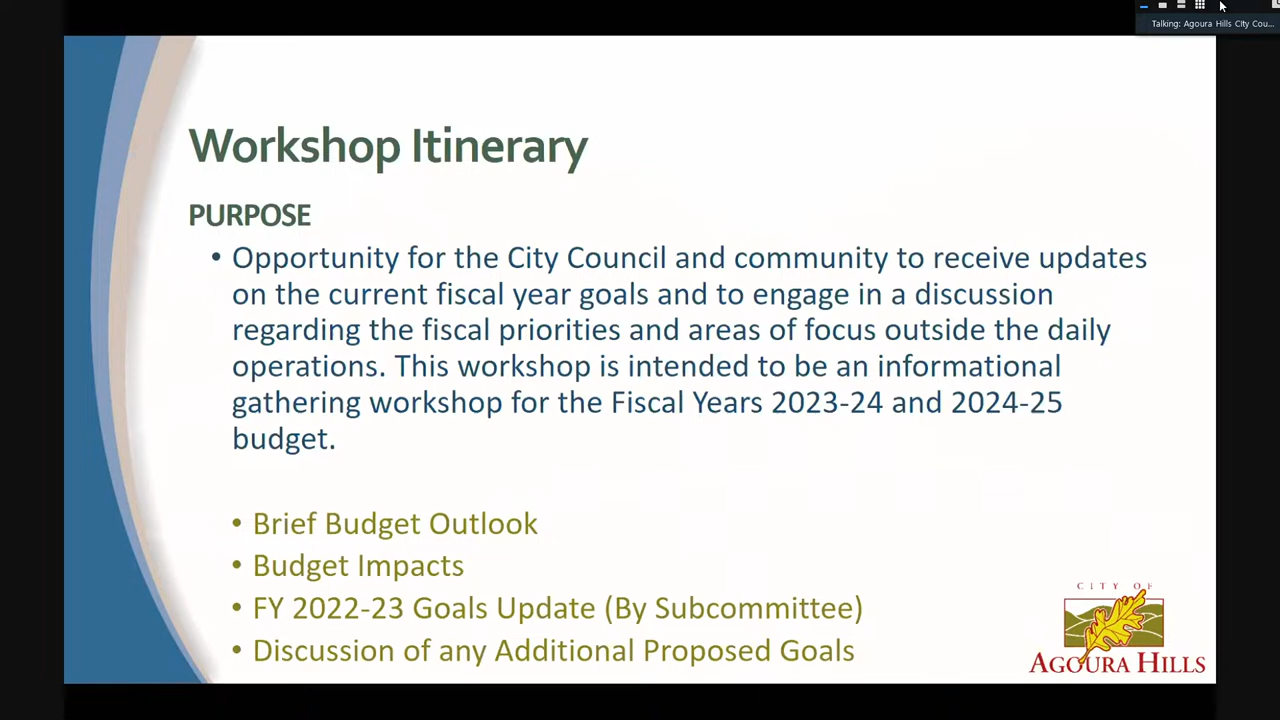 Talking: Agoura Hills City Cou...
Workshop Itinerary
PURPOSE
• Opportunity for the City Council and community to receive updates
on the current fiscal year goals and to engage in a discussion
regarding the fiscal priorities and areas of focus outside the daily
operations. This workshop is intended to be an informational
gathering workshop for the Fiscal Years 2023-24 and 2024-25
budget.
• Brief Budget Outlook
• Budget Impacts
• FY 2022-23 Goals Update (By Subcommittee)
• Discussion of any Additional Proposed Goals
CITY OF
AGOURA HILLS